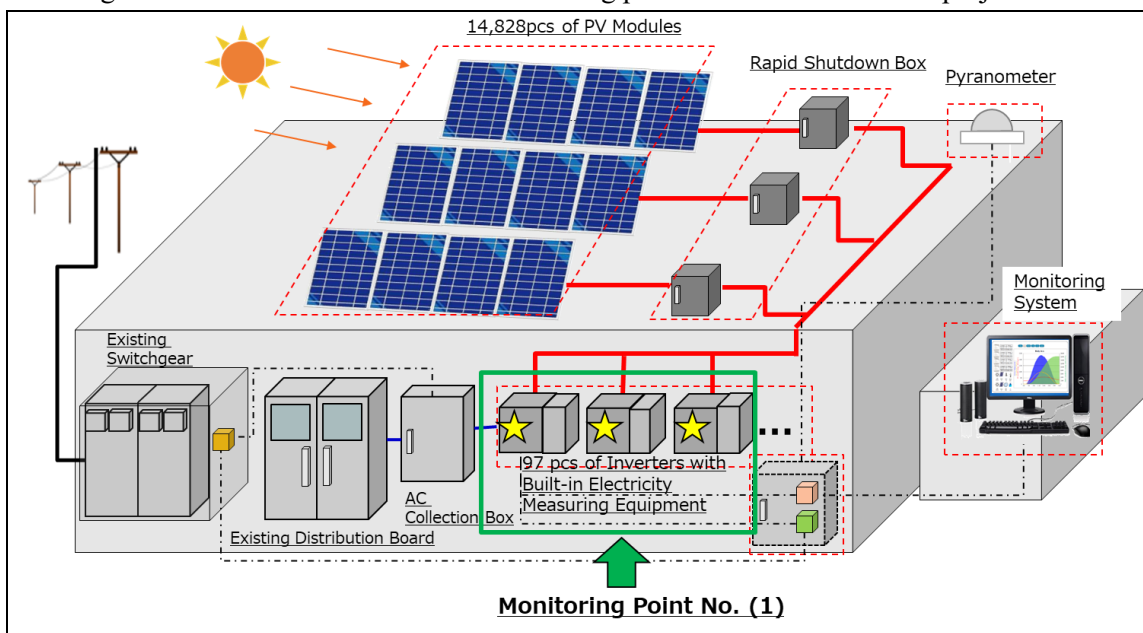 14,828pcs of PV Modules
Rapid Shutdown Box
Pyranometer
Monitoring
System
Existing
Switchgear
97 pcs of Inverters with
Built-in Electricity
Measuring Equipment
AC
Collection Box
Existing Distribution Board
Monitoring Point No. (1)